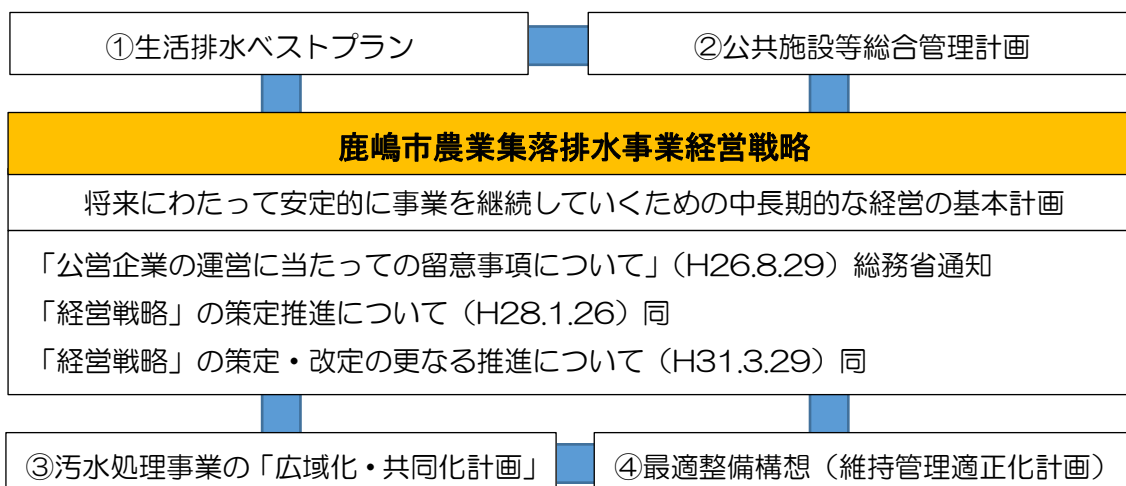 ①生活排水ベストプラン
②公共施設等総合管理計画
鹿嶋市農業集落排水事業経営戦略
将来にわたって安定的に事業を継続していくための中長期的な経営の基本計画
「公営企業の運営に当たっての留意事項について」（H26.8.29）総務省通知
「経営戦略」の策定推進について（H28.1.26）同
「経営戦略」の策定・改定の更なる推進について（H31.3.29）同
③汚水処理事業の「広域化・共同化計画」
④最適整備構想（維持管理適正化計画）